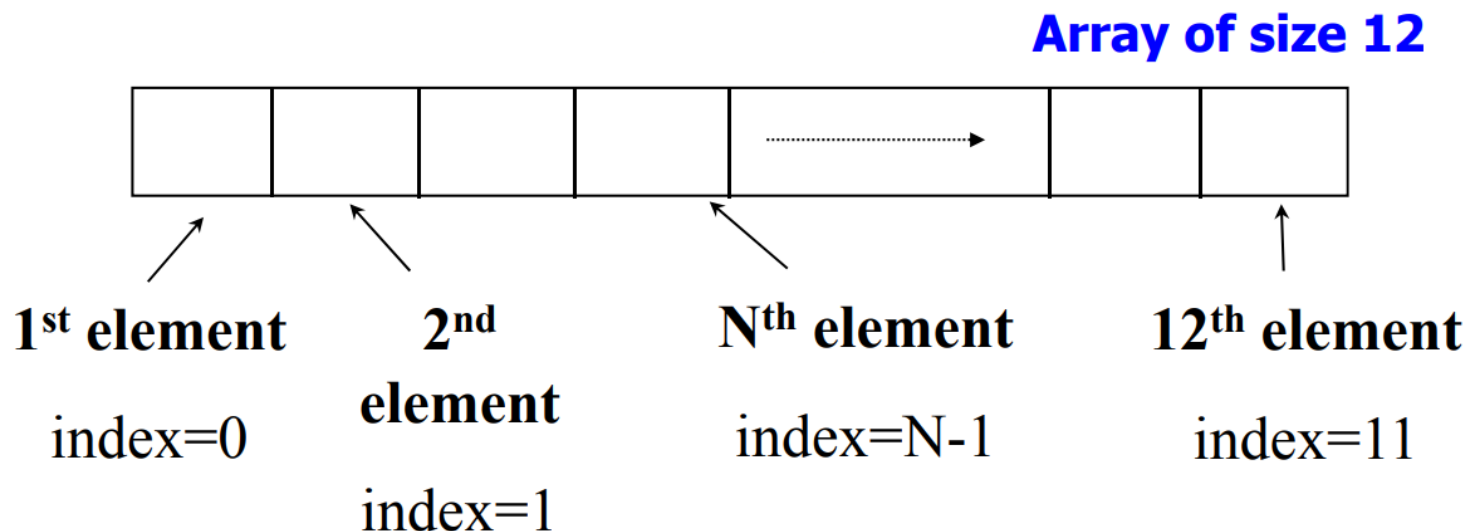 Array of size 12
1st element
index=0
2nd
element
index=1
Nth element
index=N-1
12th element
index=11